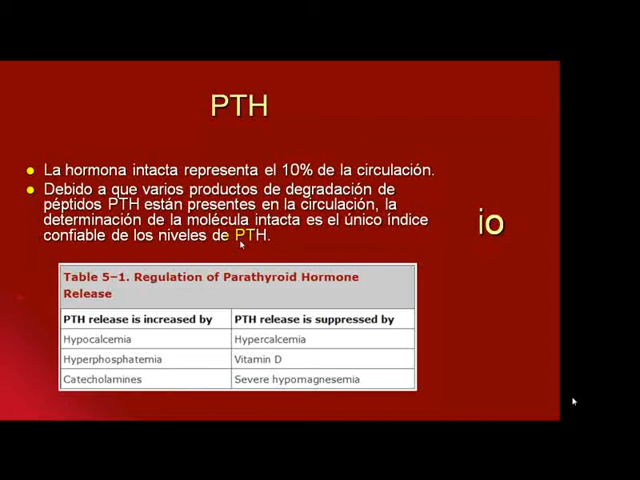 PTH
La hormona intacta representa el 10% de la circulación.
Debido a que varios productos de degradación de
péptidos PTH están presentes en la circulación, la
determinación de la molécula intacta es el único índice
confiable de los niveles de PTH.
io
Table 5–1. Regulation of Parathyroid Hormone
Release
PTH release is increased by PTH release is suppressed by
Hypocalcemia Hypercalcemia
Hyperphosphatemia Vitamin D
Catecholamines Severe hypomagnesemia